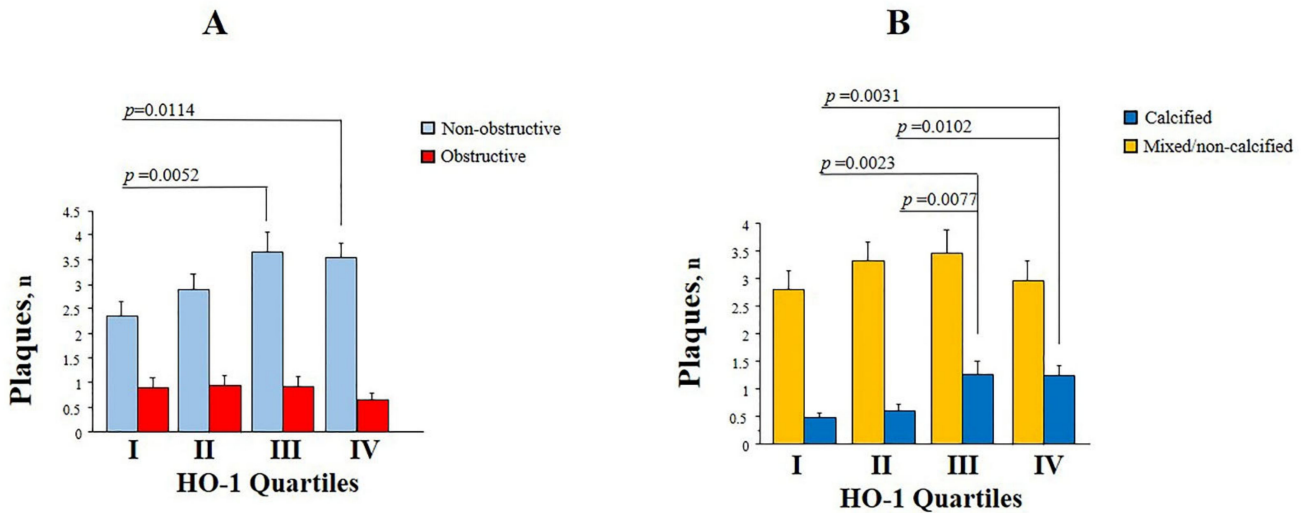 A
p=0.0114
p =0.0052
Non-obstructive
Obstructive
4.5
4
3.5
3
2.5
2
1.5
1
0.5
0
Plaques, n
I II III IV
HO-1 Quartiles
B
p =0.0031
p =0.0102
p =0.0023
p =0.0077
Calcified
Mixed/non-calcified
4
3.5
3
2.5
2
1.5
1
0.5
0
Plaques, n
I II III IV
HO-1 Quartiles